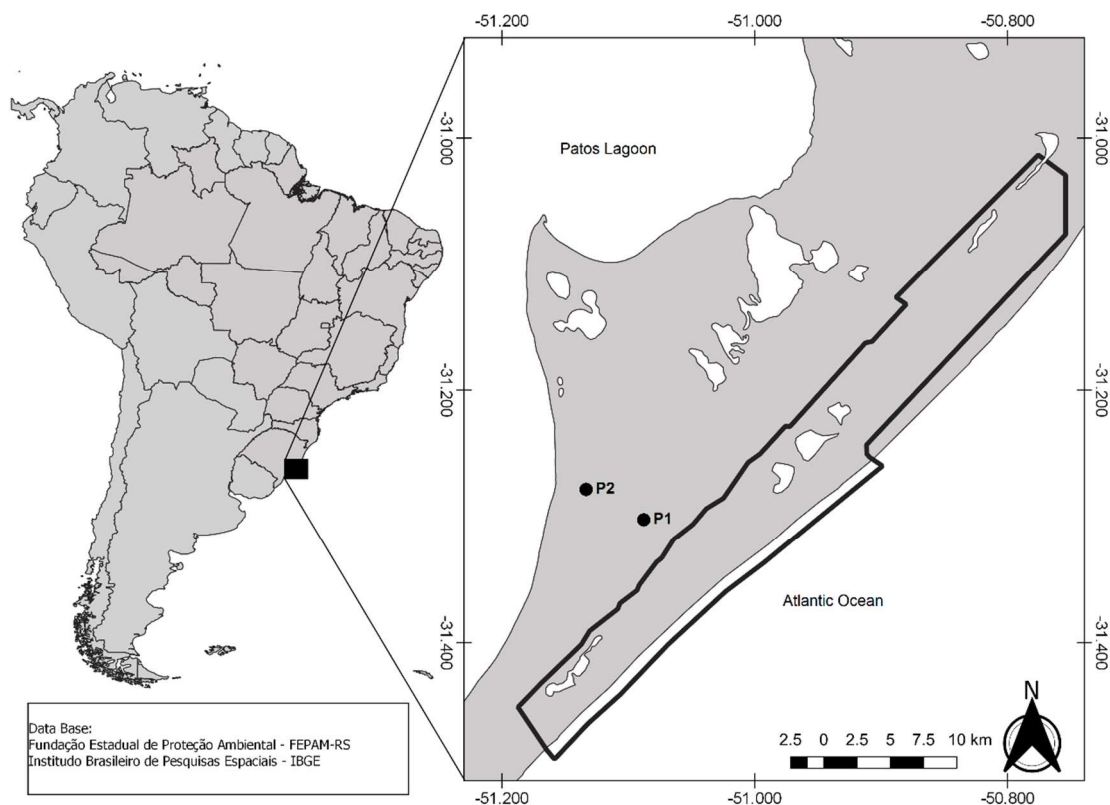 -51.200 -51.000 -50.800
-31.000 -31.000
Patos Lagoon
-31.200 -31.200
P2
P1
Atlantic Ocean
-31.400 -31.400
N
2.5 0 2.5 5 7.5 10 km
Data Base:
Fundação Estadual de Proteção Ambiental - FEPAM-RS
Institudo Brasileiro de Pesquisas Espaciais - IBGE
-51.200 -51.000 -50.800